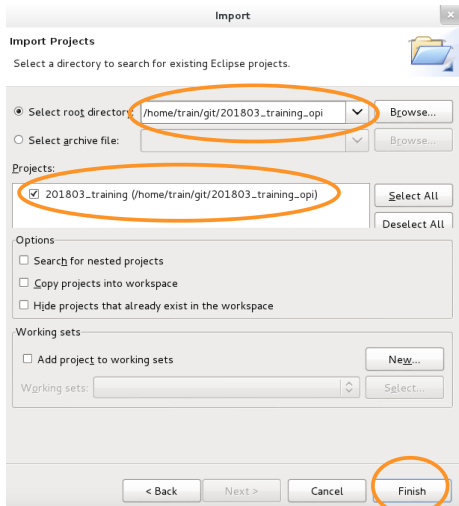 Import
Import Projects
Select a directory to search for existing Eclipse projects.
Select root directory: /home/train/git/201803_training_opi Browse...
Select archive file: Browse...
Projects:
201803_training (/home/train/git/201803_training_opi) Select All
Deselect All
Options
Search for nested projects
Copy projects into workspace
Hide projects that already exist in the workspace
Working sets
Add project to working sets New...
Working sets: Select...
< Back Next > Cancel Finish